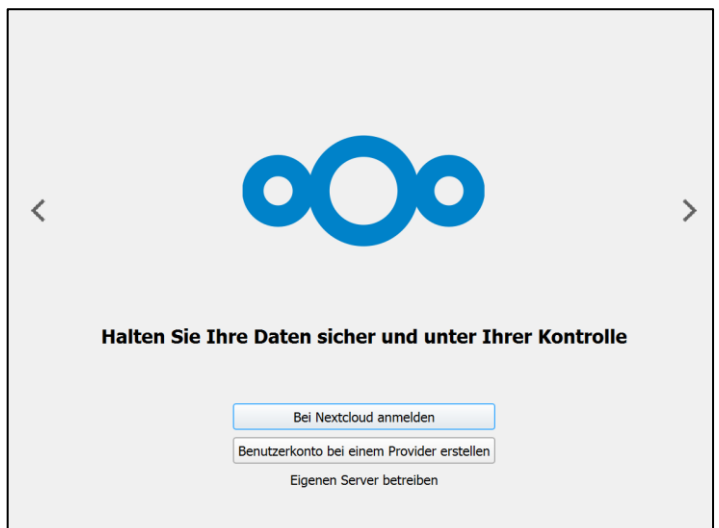 Halten Sie Ihre Daten sicher und unter Ihrer Kontrolle
Bei Nextcloud anmelden
Benutzerkonto bei einem Provider erstellen
Eigenen Server betreiben